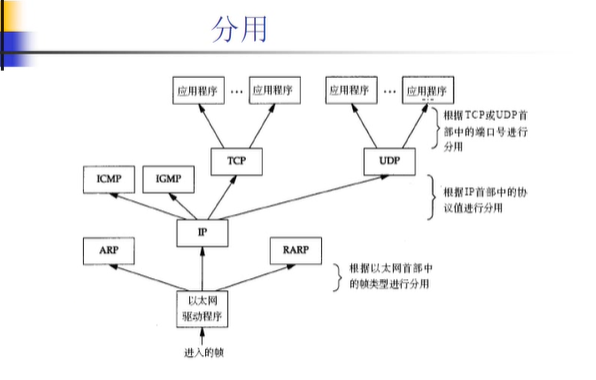 分用
应用程序 … 应用程序 应用程序 … 应用程序
根据TCP或UDP首
部中的端口号进行
分用
TCP UDP
ICMP IGMP
根据IP首部中的协
议值进行分用
IP
ARP RARP
根据以太网首部中
的帧类型进行分用
以太网
驱动程序
进入的帧